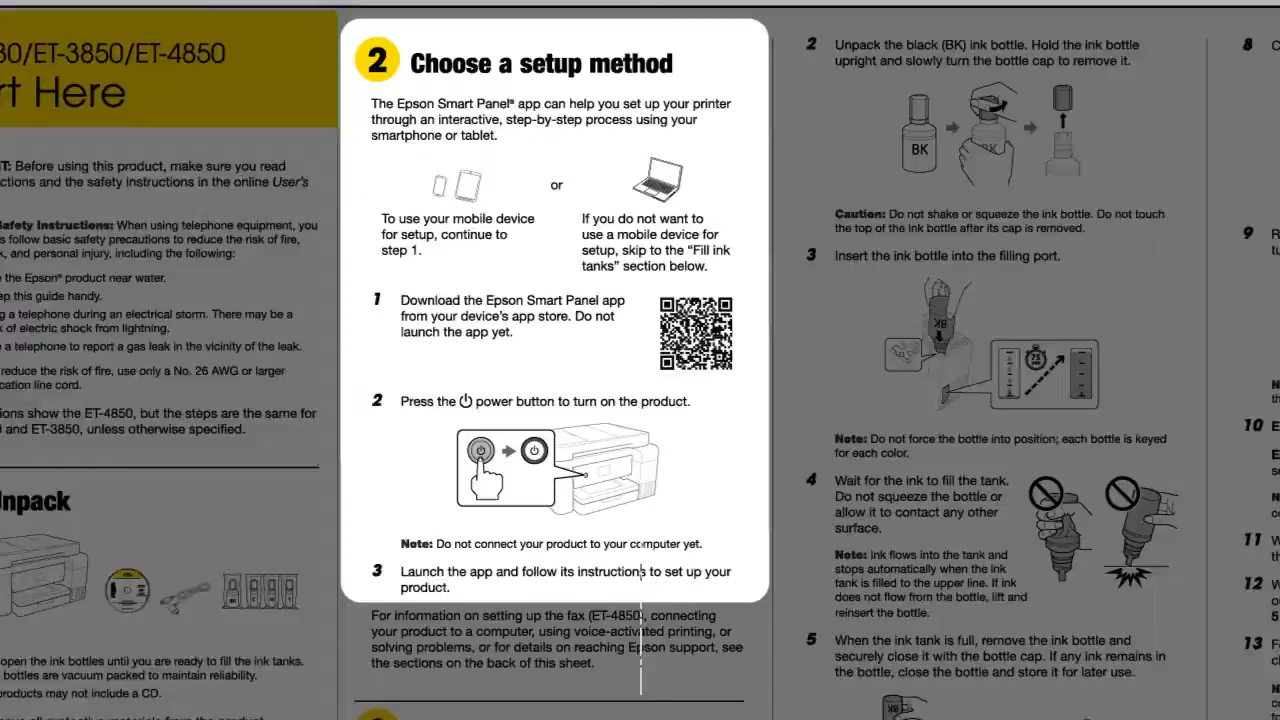 30/ET-3850/ET-4850
rt Here
T: Before using this product, make sure you read
ctions and the safety instructions in the online User's
Safety Instructions: When using telephone equipment, you
s follow basic safety precautions to reduce the risk of fire,
k, and personal injury, including the following:
the Epson® product near water.
ep this guide handy.
g a telephone during an electrical storm. There may be a
k of electric shock from lightning.
e a telephone to report a gas leak in the vicinity of the leak.
reduce the risk of fire, use only a No. 26 AWG or larger
cation line cord.
ions show the ET-4850, but the steps are the same for
and ET-3850, unless otherwise specified.
Unpack
open the ink bottles until you are ready to fill the ink tanks.
bottles are vacuum packed to maintain reliability.
products may not include a CD.
2 Choose a setup method
The Epson Smart Panel® app can help you set up your printer
through an interactive, step-by-step process using your
smartphone or tablet.
or
To use your mobile device
for setup, continue to
step 1.
If you do not want to
use a mobile device for
setup, skip to the “Fill ink
tanks” section below.
1 Download the Epson Smart Panel app
from your device's app store. Do not
launch the app yet.
2 Press the power button to turn on the product.
Note: Do not connect your product to your computer yet.
3 Launch the app and follow its instructions to set up your
product.
For information on setting up the fax (ET-4850), connecting
your product to a computer, using voice-activated printing, or
solving problems, or for details on reaching Epson support, see
the sections on the back of this sheet.
2 Unpack the black (BK) ink bottle. Hold the ink bottle
upright and slowly turn the bottle cap to remove it.
BK
BK
Caution: Do not shake or squeeze the ink bottle. Do not touch
the top of the ink bottle after its cap is removed.
3 Insert the ink bottle into the filling port.
BK
75
Note: Do not force the bottle into position; each bottle is keyed
for each color.
4 Wait for the ink to fill the tank.
Do not squeeze the bottle or
allow it to contact any other
surface.
Note: Ink flows into the tank and
stops automatically when the ink
tank is filled to the upper line. If ink
does not flow from the bottle, lift and
reinsert the bottle.
5 When the ink tank is full, remove the ink bottle and
securely close it with the bottle cap. If any ink remains in
the bottle, close the bottle and store it for later use.
BK
8 C
9 R
tu
N
th
10 E
E
s
N
c
11 W
th
12 W
o
5
13 F
cl
N